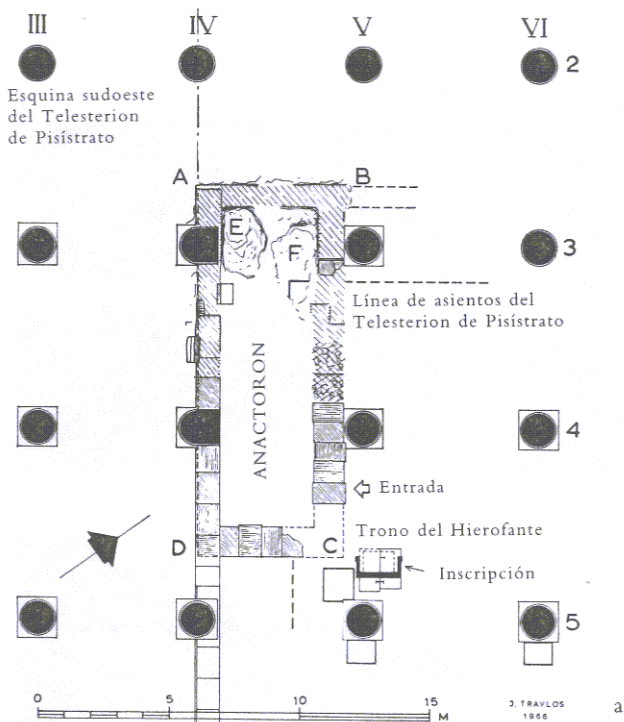 III IV V VI
2
Esquina sudoeste
del Telesterion
de Pisístrato
A B
E
F
3
Línea de asientos del
Telesterion de Pisístrato
ANACTORON
4
Entrada
Trono del Hierofante
D C
Inscripción
5
0 5 10 15
M
J. TRAVLOS
1966
a